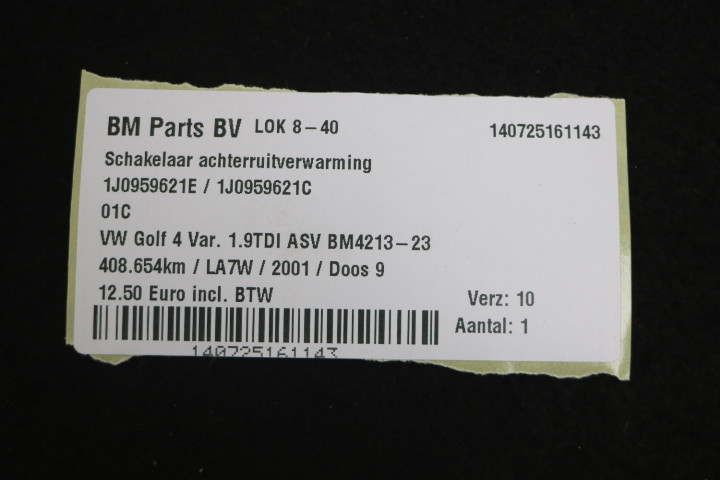 BM Parts BV LOK 8-40 140725161143
Schakelaar achterruitverwarming
1J0959621E / 1J0959621C
01C
VW Golf 4 Var. 1.9TDI ASV BM4213-23
408.654km / LA7W / 2001 / Doos 9
12.50 Euro incl. BTW Verz: 10
Aantal: 1
140725161143